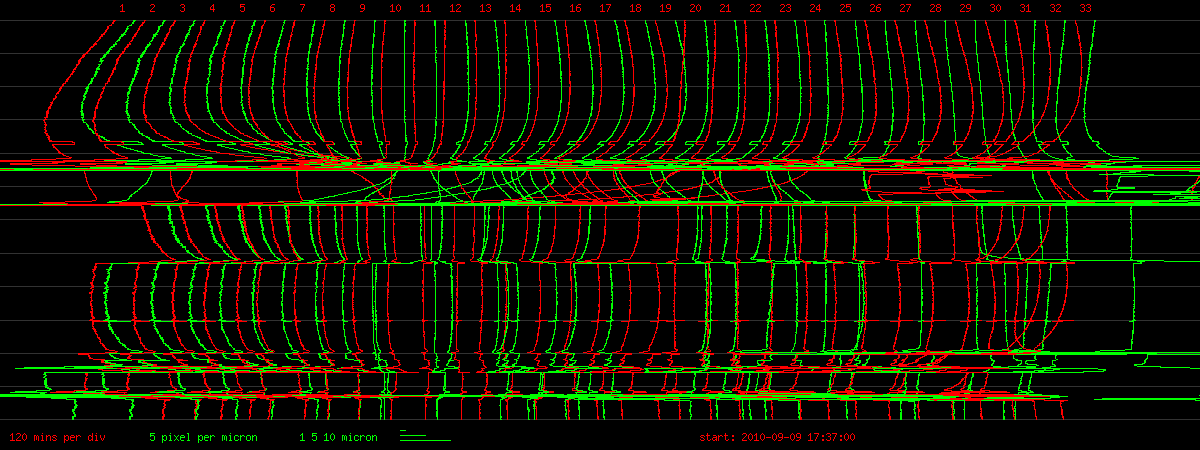 1 2 3 4 5 6 7 8 9 10 11 12 13 14 15 16 17 18 19 20 21 22 23 24 25 26 27 28 29 30 31 32 33
120 mins per div 5 pixel per micron 1 5 10 micron start: 2010-09-09 17:37:00